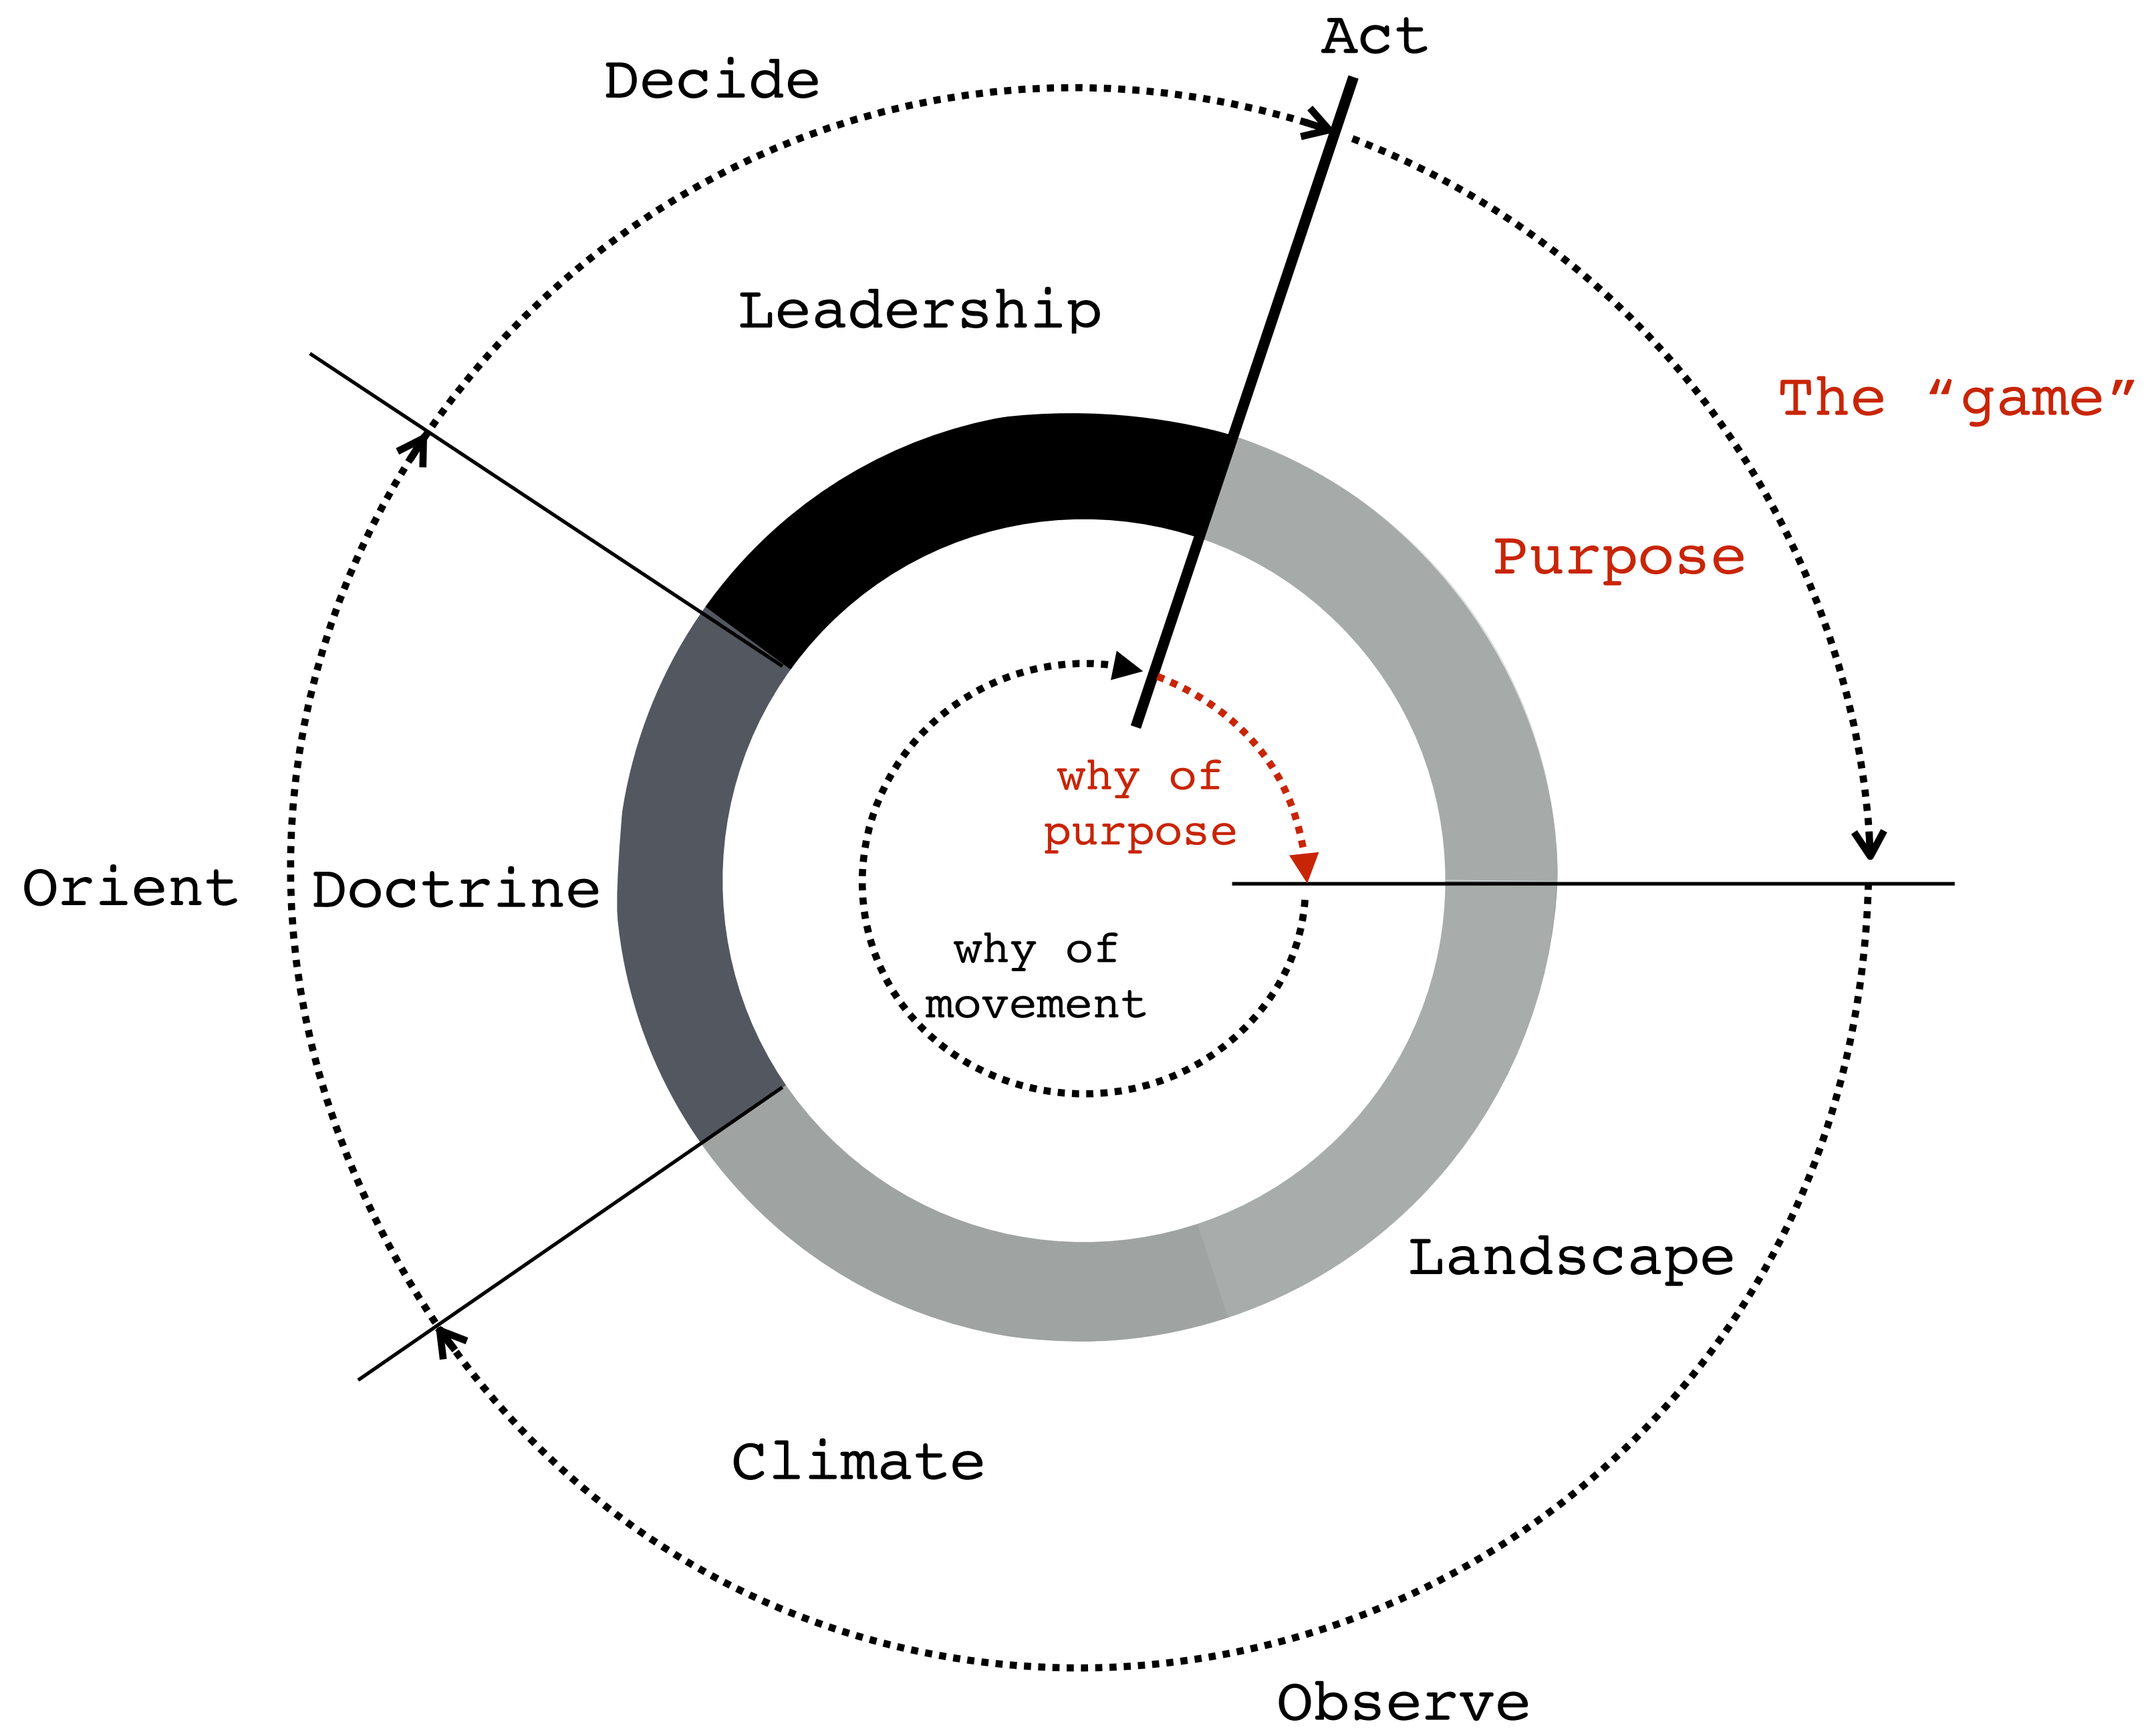 Act
Decide
Leadership
The “game”
Purpose
why of
purpose
Orient
Doctrine
why of
movement
Landscape
Climate
Observe